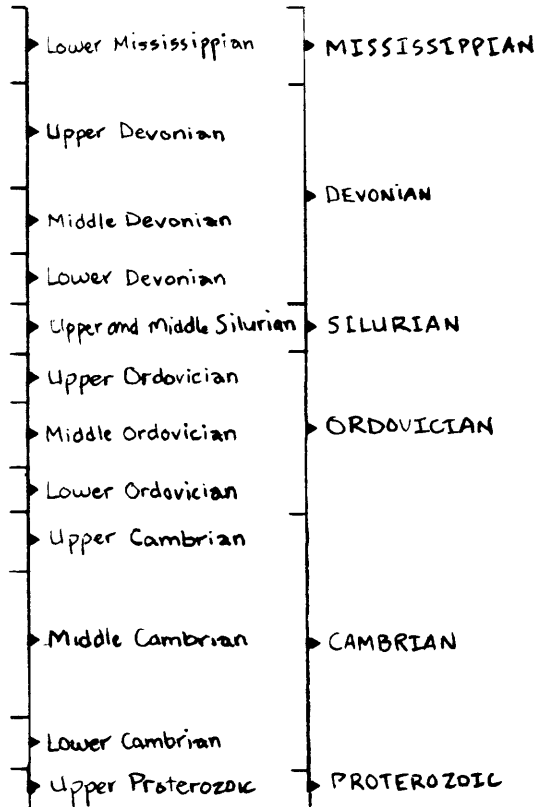 Lower Mississippian
MISSISSIPPIAN
Upper Devonian
DEVONIAN
Middle Devonian
Lower Devonian
Upper and Middle Silurian
SILURIAN
Upper Ordovician
ORDOVICIAN
Middle Ordovician
Lower Ordovician
Upper Cambrian
Middle Cambrian
CAMBRIAN
Lower Cambrian
Upper Proterozoic
PROTEROZOIC